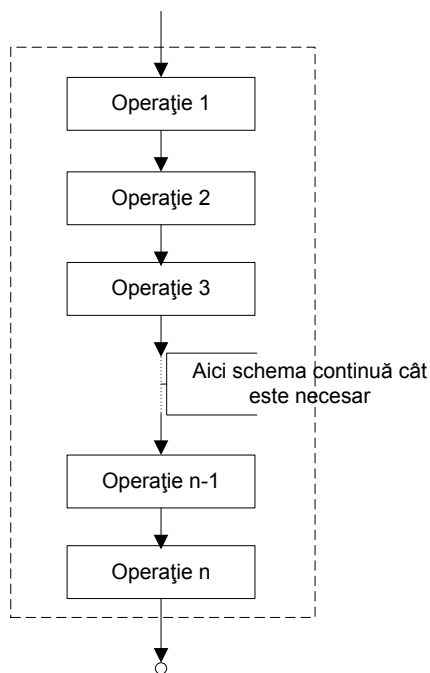 Operaţie 1
Operaţie 2
Operaţie 3
Aici schema continuă cât
este necesar
Operaţie n-1
Operaţie n